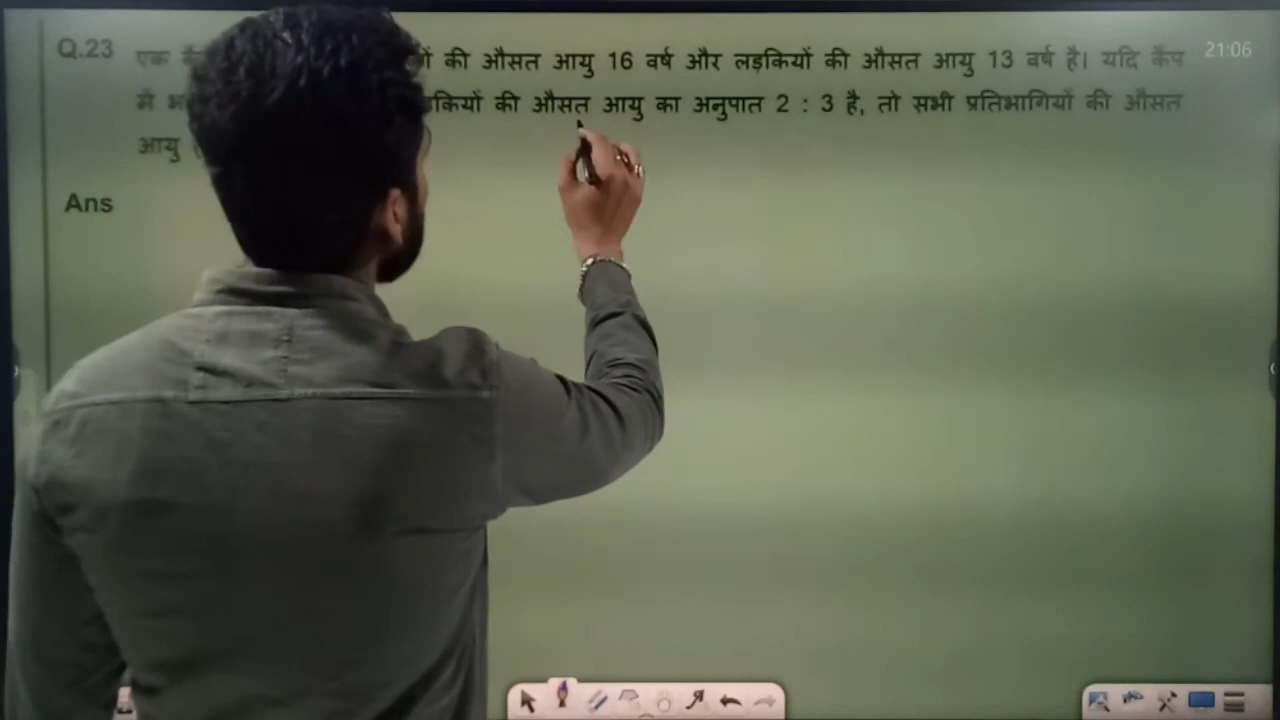 Q.23 एक की औसत आयु 16 वर्ष और लड़कियों की औसत आयु 13 वर्ष है। यदि कैंप
21:06
में की औसत आयु का अनुपात 2 : 3 है, तो सभी प्रतिभागियों की औसत
आयु
Ans